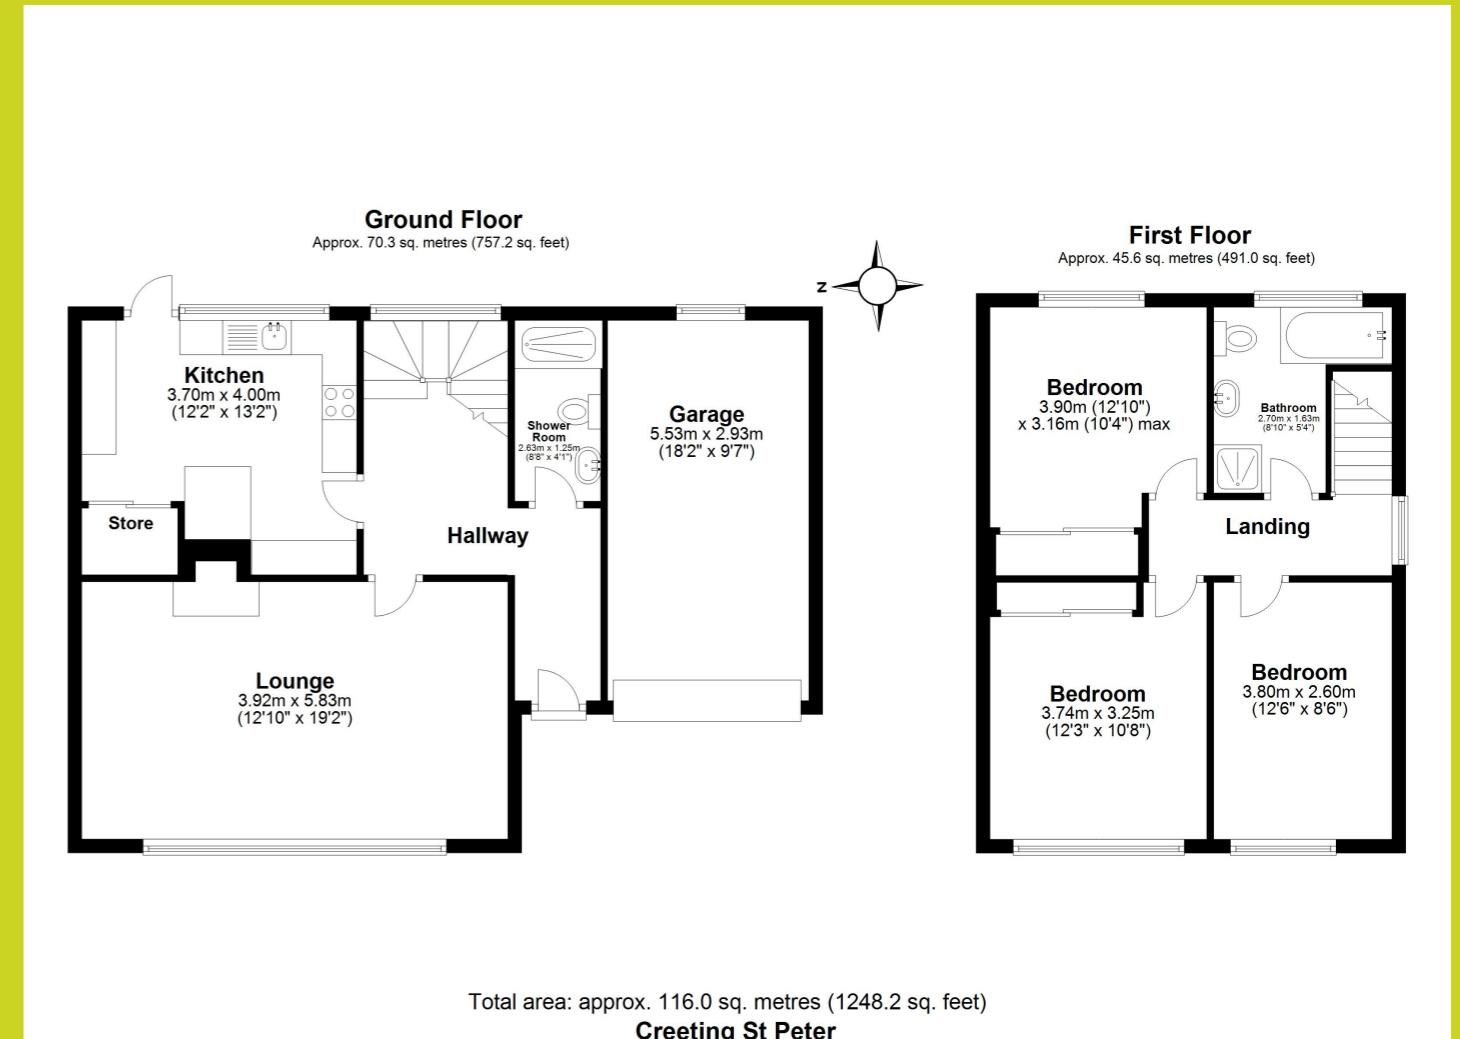 Ground Floor
Approx. 70.3 sq. metres (757.2 sq. feet)
First Floor
Approx. 45.6 sq. metres (491.0 sq. feet)
N
Kitchen
3.70m x 4.00m
(12'2" x 13'2")
Store
Shower
Room
2.63m x 1.25m
(8'8" x 4'1")
Garage
5.53m x 2.93m
(18'2" x 9'7")
Hallway
Lounge
3.92m x 5.83m
(12'10" x 19'2")
Bedroom
3.90m (12'10")
x 3.16m (10'4") max
Bathroom
2.70m x 1.63m
(8'10" x 5'4")
Landing
Bedroom
3.74m x 3.25m
(12'3" x 10'8")
Bedroom
3.80m x 2.60m
(12'6" x 8'6")
Total area: approx. 116.0 sq. metres (1248.2 sq. feet)
Creeting St Peter